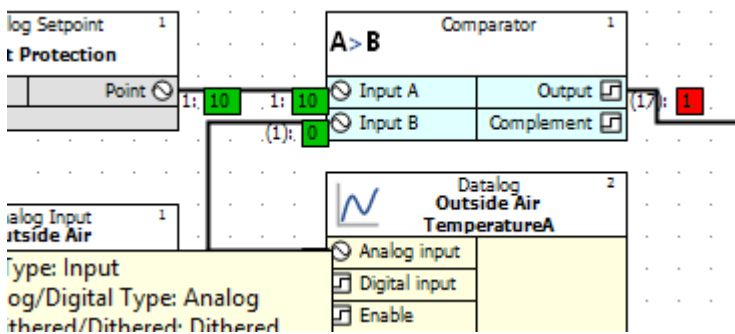 log Setpoint 1
t Protection
Point
1: 10
1: 10
(1): 0
A>B Comparator 1
Input A Output
Input B Complement
(17): 1
alog Input 1
utside Air
Type: Input
og/Digital Type: Analog
ithered/Dithered: Dithered
Datalog 2
Outside Air
TemperatureA
Analog input
Digital input
Enable